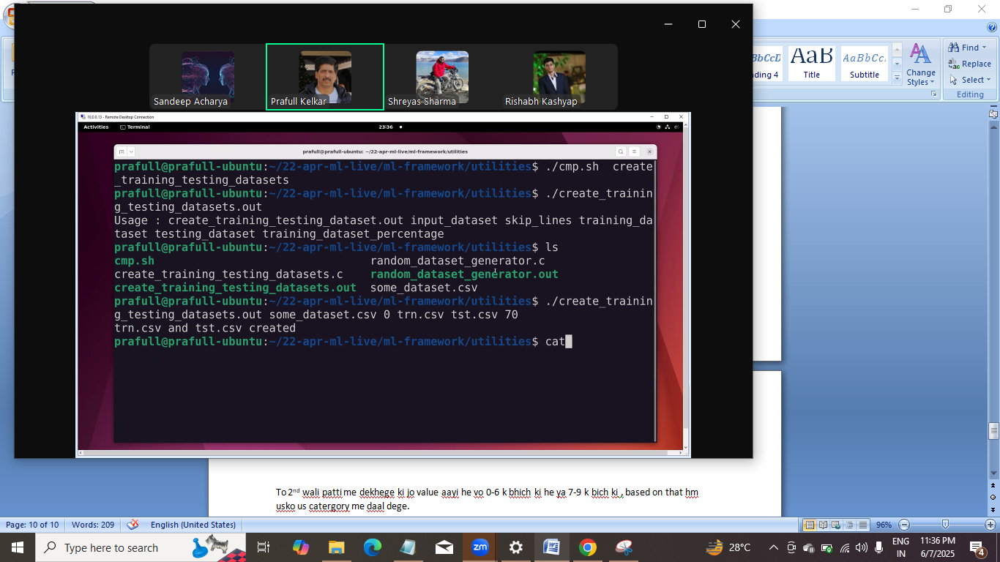 Sandeep Acharya
Prafull Kelkar
Shreyas Sharma
Rishabh Kashyap
10.0.0.13 - Remote Desktop Connection
Activities
Terminal
23:36
prafull@prafull-ubuntu: ~/22-apr-ml-live/ml-framework/utilities
prafull@prafull-ubuntu:~/22-apr-ml-live/ml-framework/utilities$ ./cmp.sh  create
_training_testing_datasets
prafull@prafull-ubuntu:~/22-apr-ml-live/ml-framework/utilities$ ./create_trainin
g_testing_datasets.out
Usage : create_training_testing_dataset.out input_dataset skip_lines training_da
taset testing_dataset training_dataset_percentage
prafull@prafull-ubuntu:~/22-apr-ml-live/ml-framework/utilities$ ls
cmp.sh random_dataset_generator.c
create_training_testing_datasets.c random_dataset_generator.out
create_training_testing_datasets.out some_dataset.csv
prafull@prafull-ubuntu:~/22-apr-ml-live/ml-framework/utilities$ ./create_trainin
g_testing_datasets.out some_dataset.csv 0 trn.csv tst.csv 70
trn.csv and tst.csv created
prafull@prafull-ubuntu:~/22-apr-ml-live/ml-framework/utilities$ cat
AaB AaBbCc.
Title
Subtitle
Change
Styles
Find
Replace
Select
Editing
To 2nd wali patti me dekhege ki jo value aayi he vo 0-6 k bhich ki he ya 7-9 k bich ki , based on that hm
usko us catergory me daal dege.
Page: 10 of 10
Words: 209
English (United States)
96%
Type here to search
zm
28°C
ENG
IN
11:36 PM
6/7/2025
4